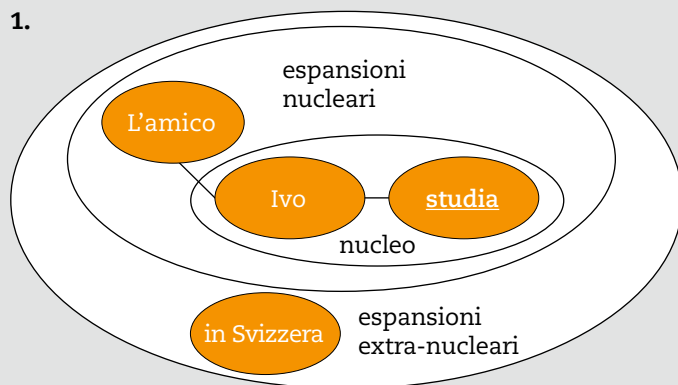 1.
espansioni
nucleari
L'amico
Ivo
studia
nucleo
in Svizzera
espansioni
extra-nucleari